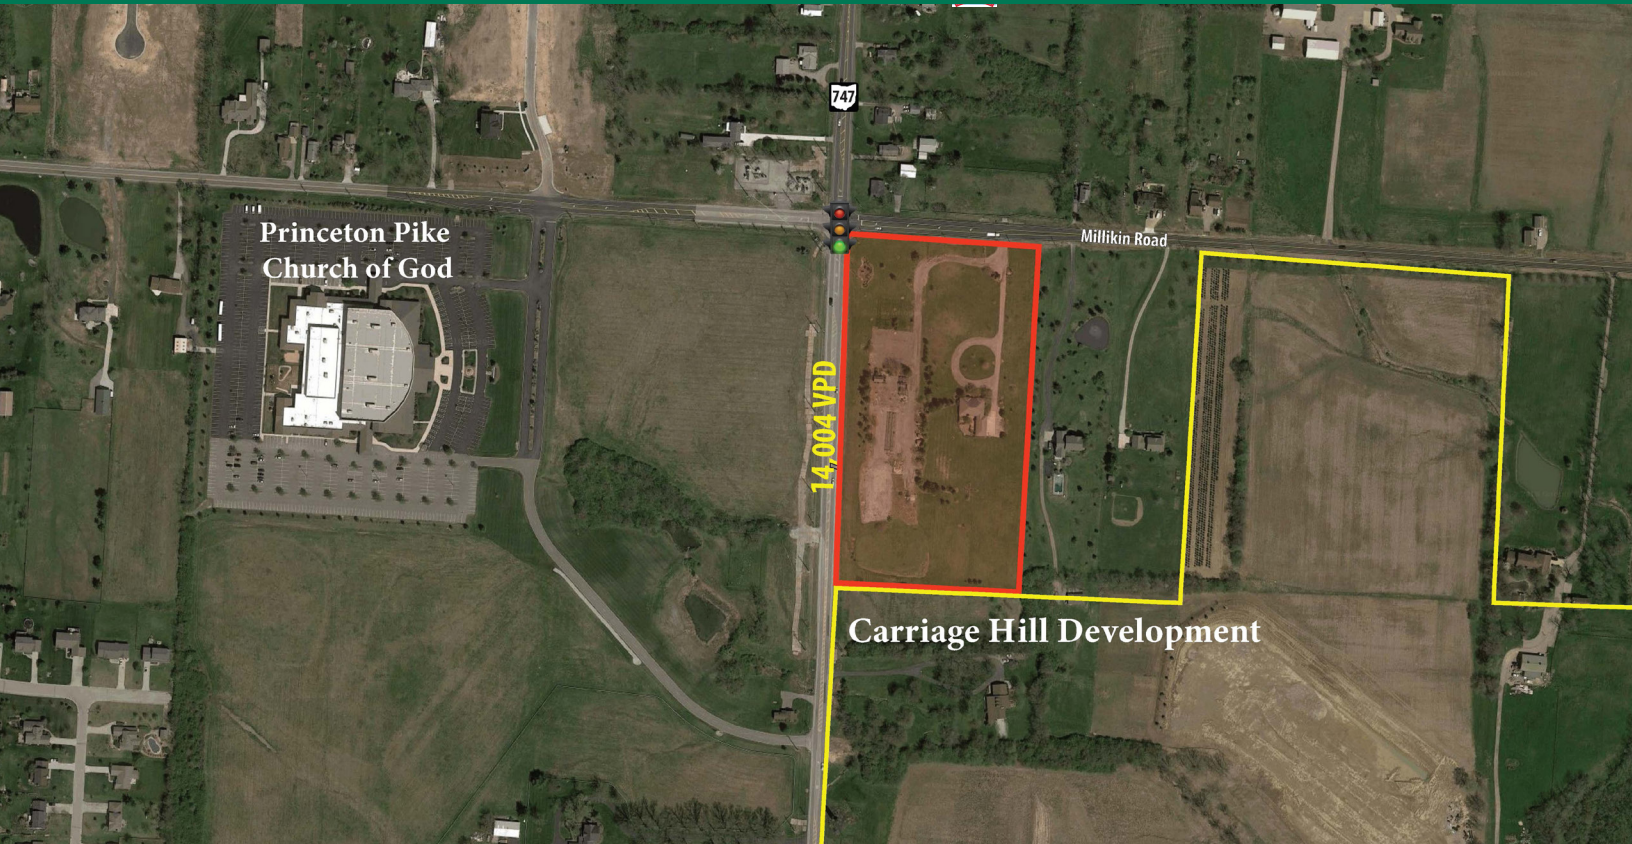 747
Princeton Pike
Church of God
Millikin Road
14,004 VPD
Carriage Hill Development